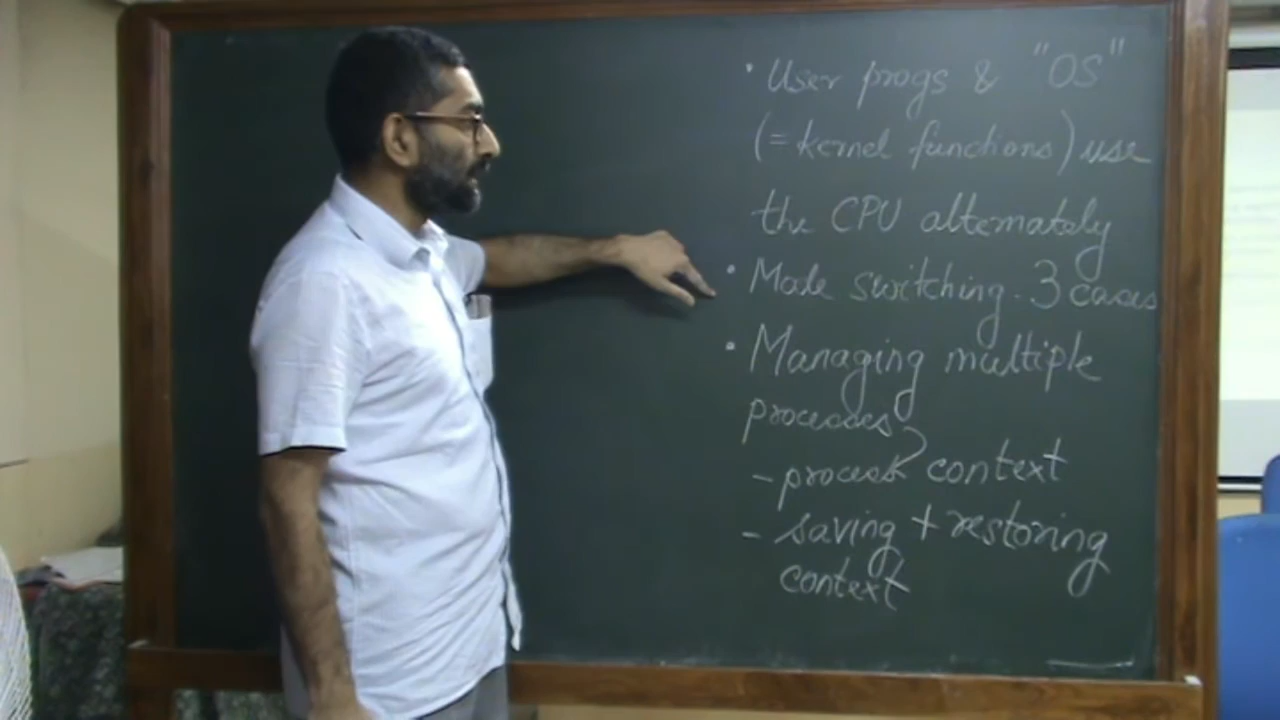 • User progs & "OS"
(= kernel functions) use
the CPU alternately
• Mode switching. 3 cases
• Managing multiple
processes?
- process context
- saving + restoring
context